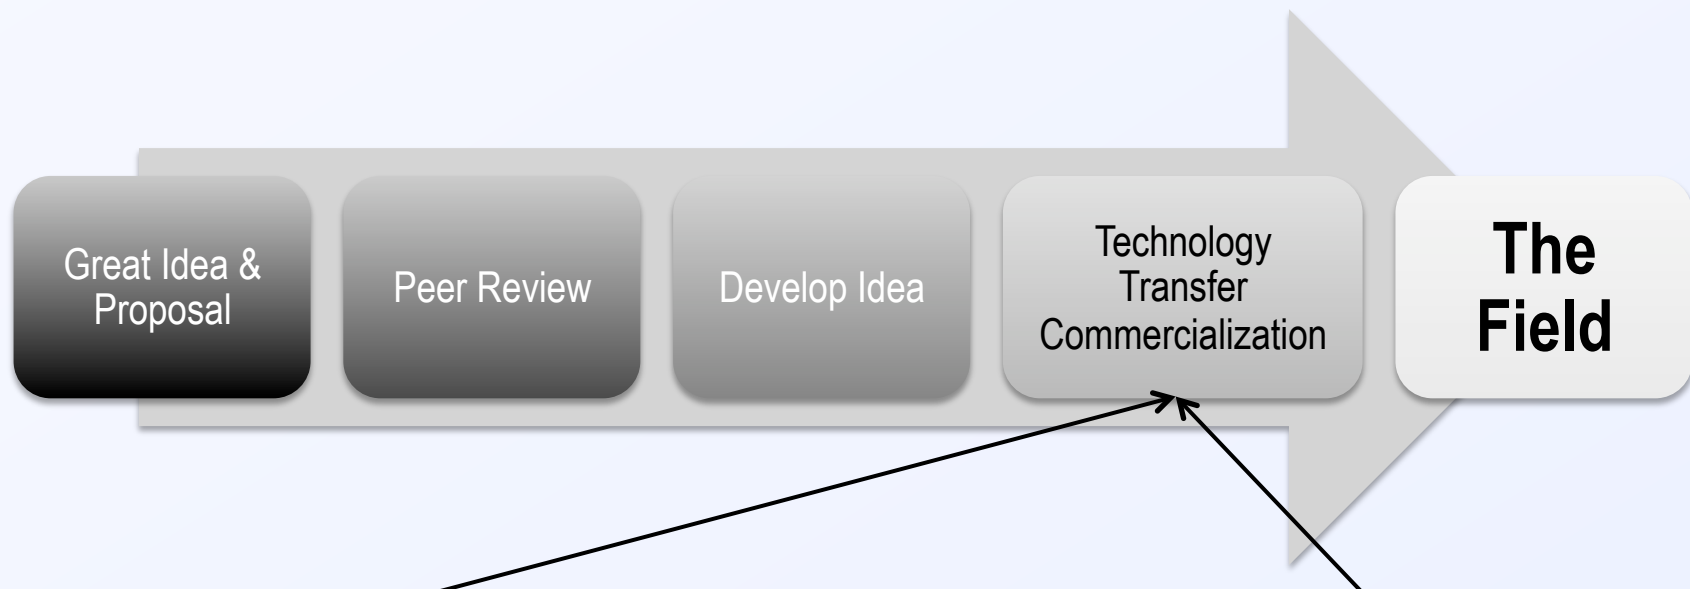 Great Idea &
Proposal
Peer Review
Develop Idea
Technology
Transfer
Commercialization
The
Field